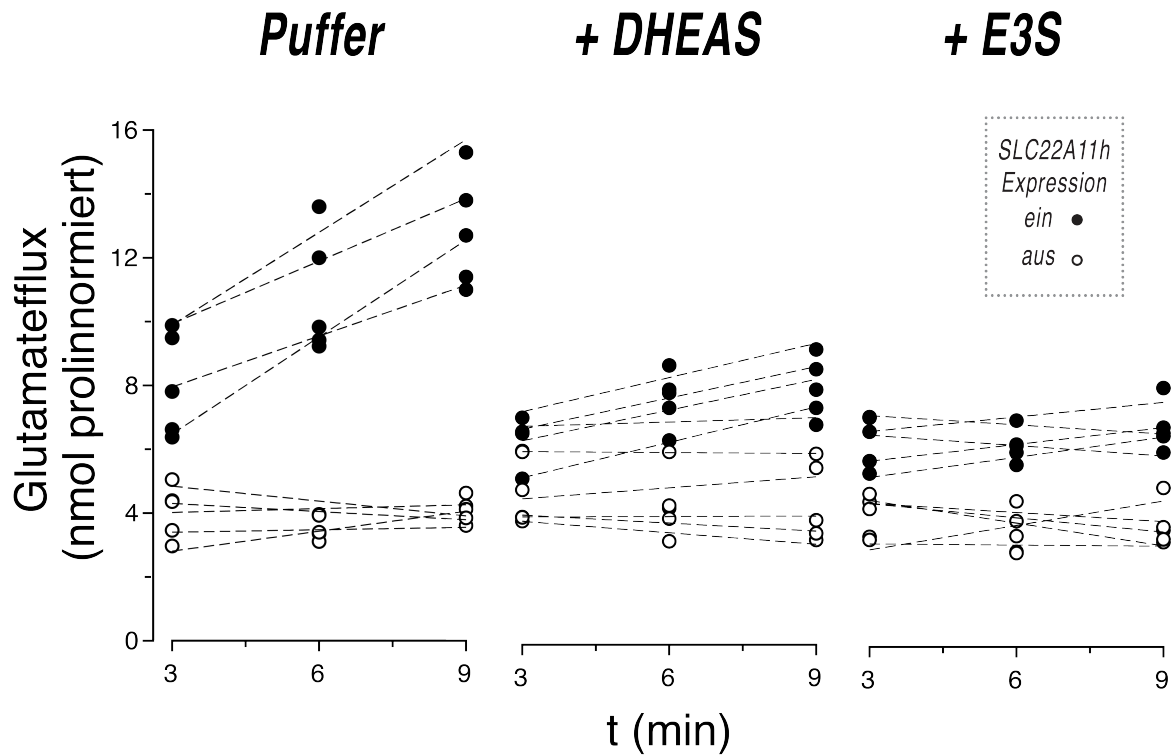 Puffer
+ DHEAS
+ E3S
Glutamatefflux
(nmol prolinnormiert)
16
12
8
4
0
SLC22A11h
Expression
ein
aus
3 6 9
3 6 9
3 6 9
t (min)